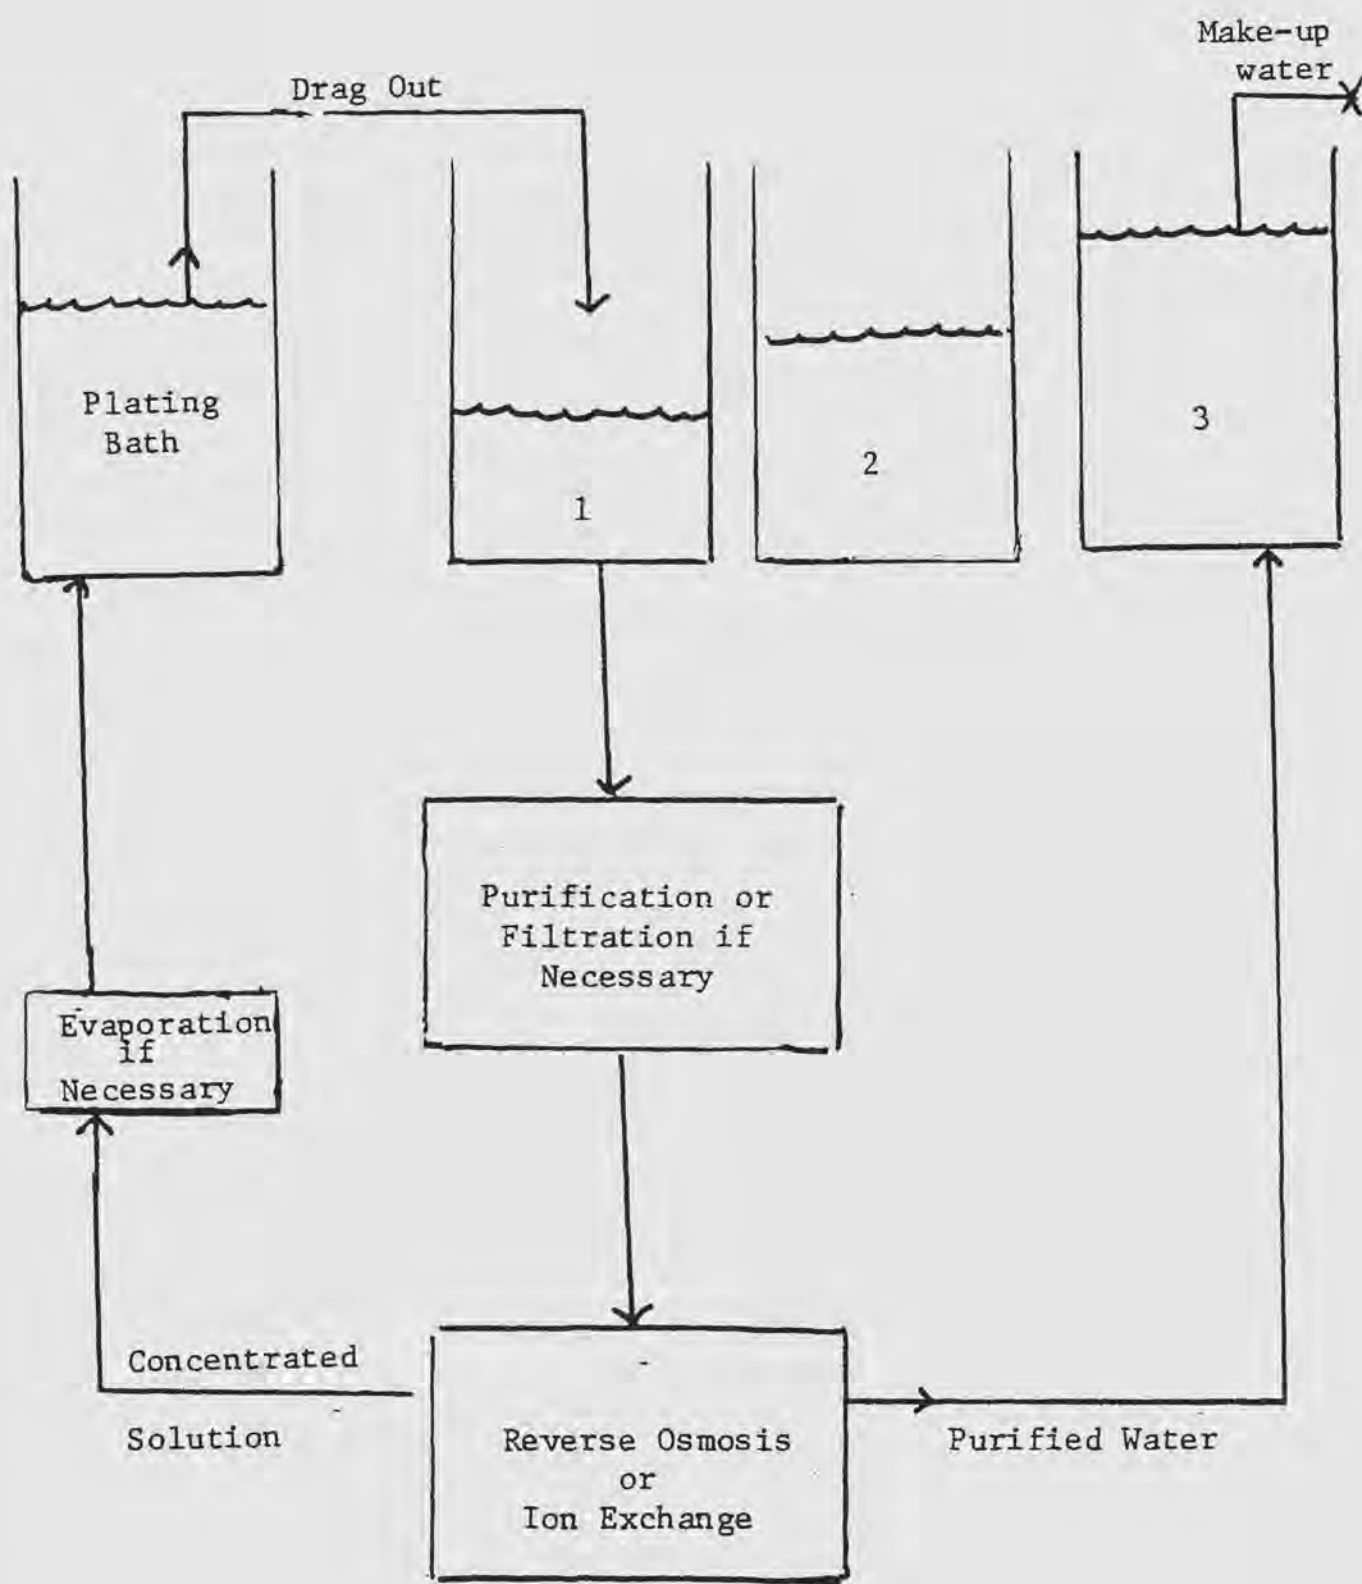 Make-up
water
Drag Out
Plating
Bath
1
2
3
Purification or
Filtration if
Necessary
Evaporation
if
Necessary
Concentrated
Solution
Reverse Osmosis
or
Ion Exchange
Purified Water